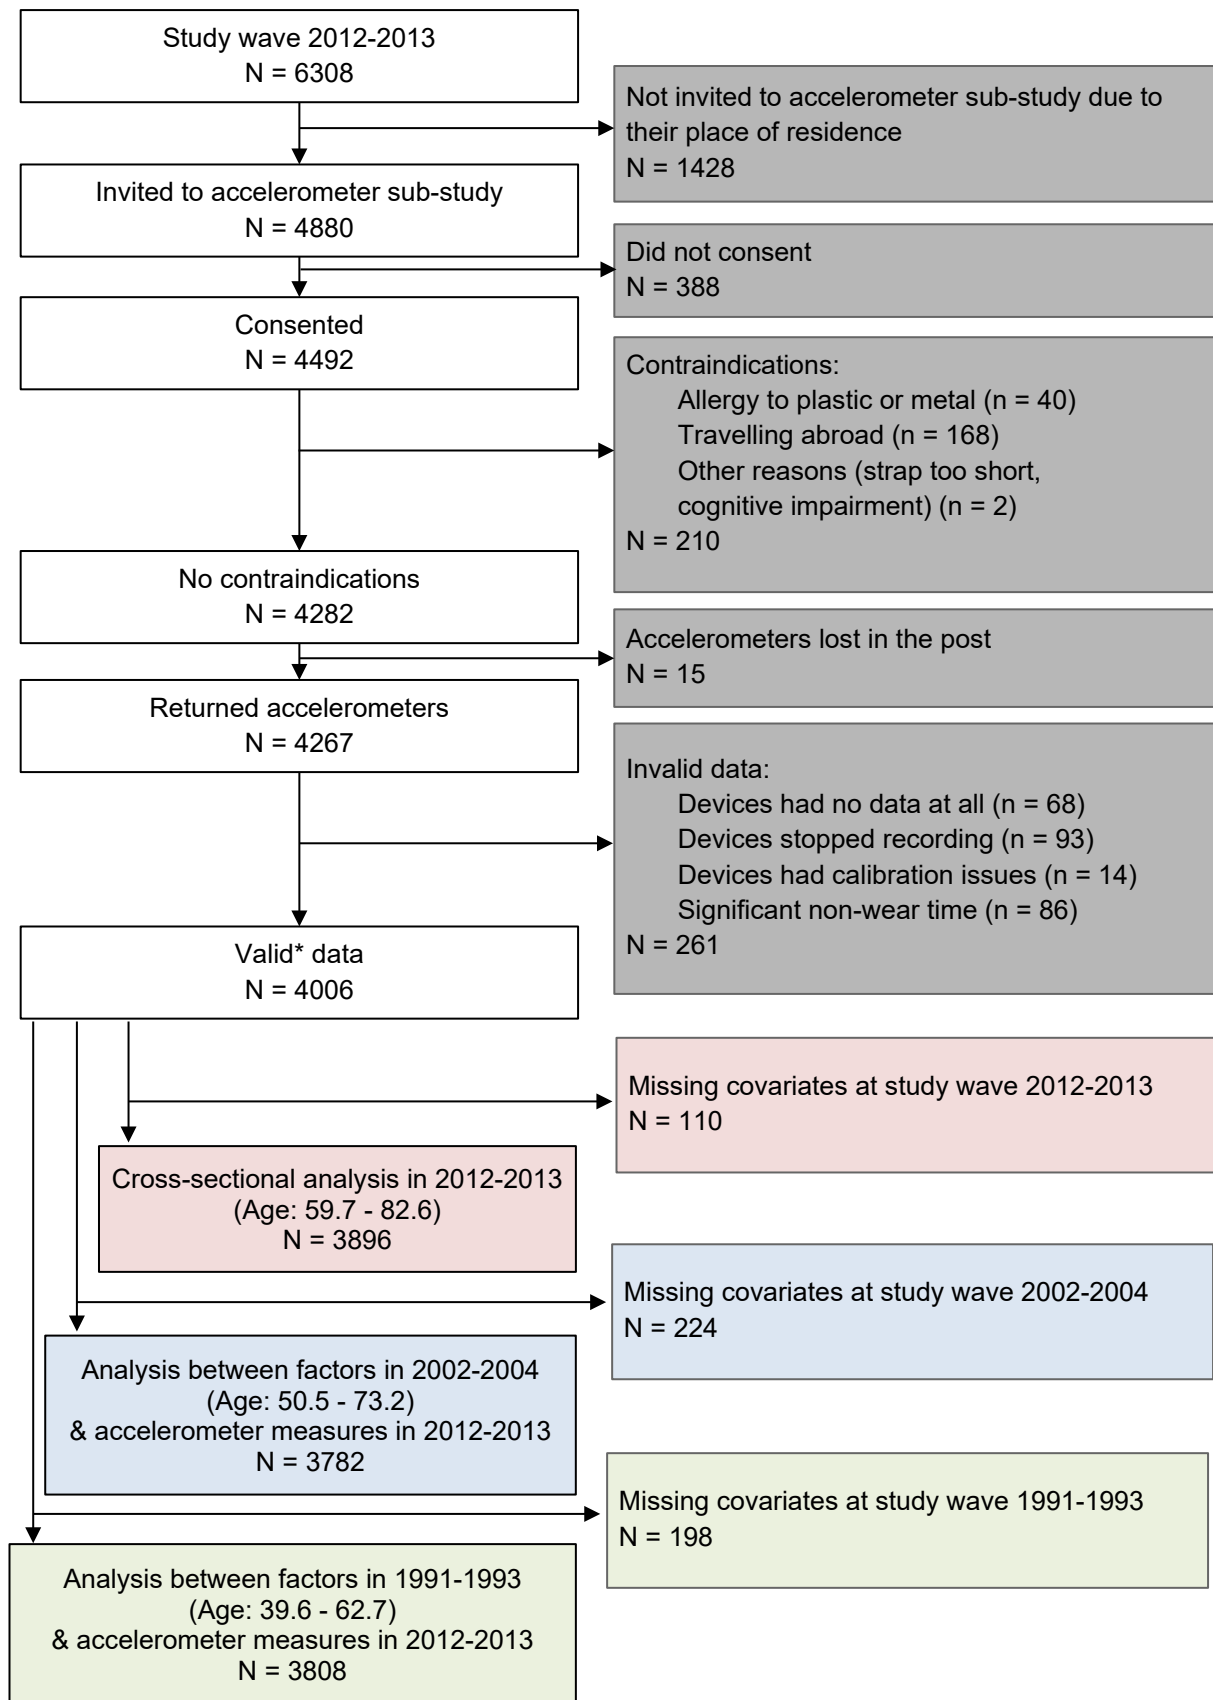 Study wave 2012-2013
N = 6308
Not invited to accelerometer sub-study due to
their place of residence
N = 1428
Invited to accelerometer sub-study
N = 4880
Did not consent
N = 388
Consented
N = 4492
Contraindications:
Allergy to plastic or metal (n = 40)
Travelling abroad (n = 168)
Other reasons (strap too short,
cognitive impairment) (n = 2)
N = 210
No contraindications
N = 4282
Accelerometers lost in the post
N = 15
Returned accelerometers
N = 4267
Invalid data:
Devices had no data at all (n = 68)
Devices stopped recording (n = 93)
Devices had calibration issues (n = 14)
Significant non-wear time (n = 86)
N = 261
Valid* data
N = 4006
Missing covariates at study wave 2012-2013
N = 110
Cross-sectional analysis in 2012-2013
(Age: 59.7 - 82.6)
N = 3896
Missing covariates at study wave 2002-2004
N = 224
Analysis between factors in 2002-2004
(Age: 50.5 - 73.2)
& accelerometer measures in 2012-2013
N = 3782
Missing covariates at study wave 1991-1993
N = 198
Analysis between factors in 1991-1993
(Age: 39.6 - 62.7)
& accelerometer measures in 2012-2013
N = 3808